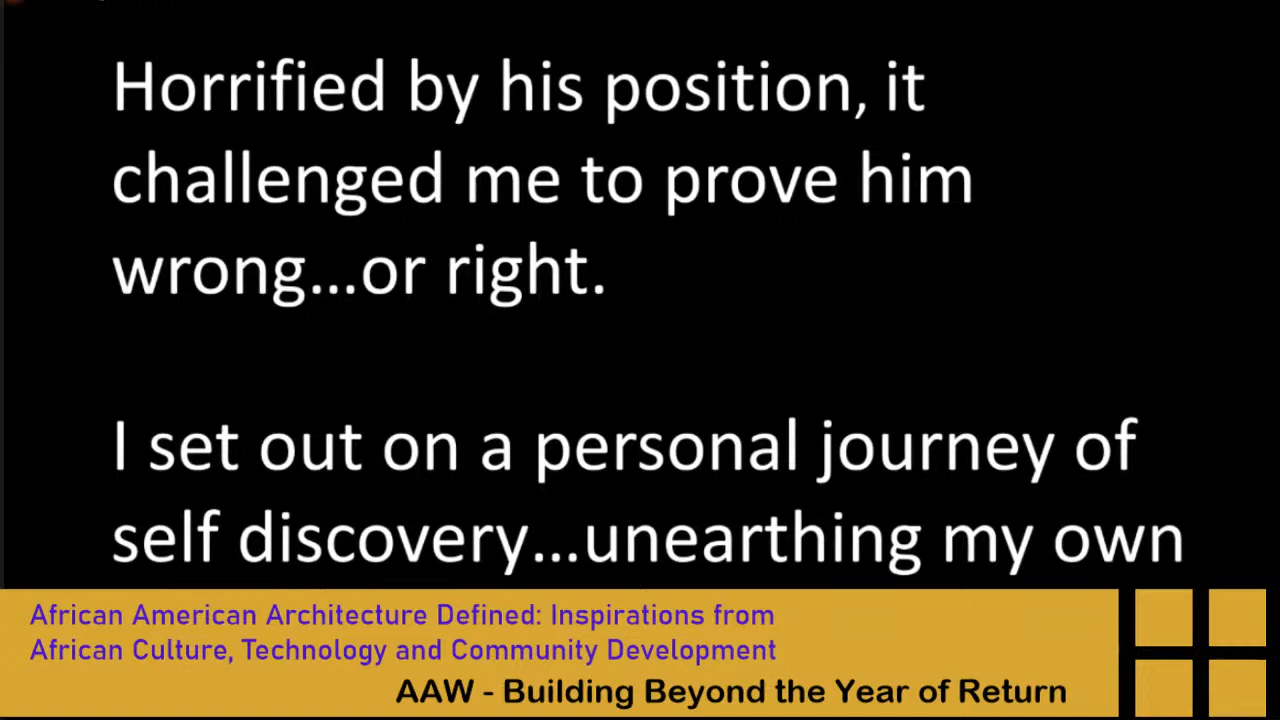 Horrified by his position, it
challenged me to prove him
wrong...or right.
I set out on a personal journey of
self discovery...unearthing my own
African American Architecture Defined: Inspirations from
African Culture, Technology and Community Development
AAW - Building Beyond the Year of Return